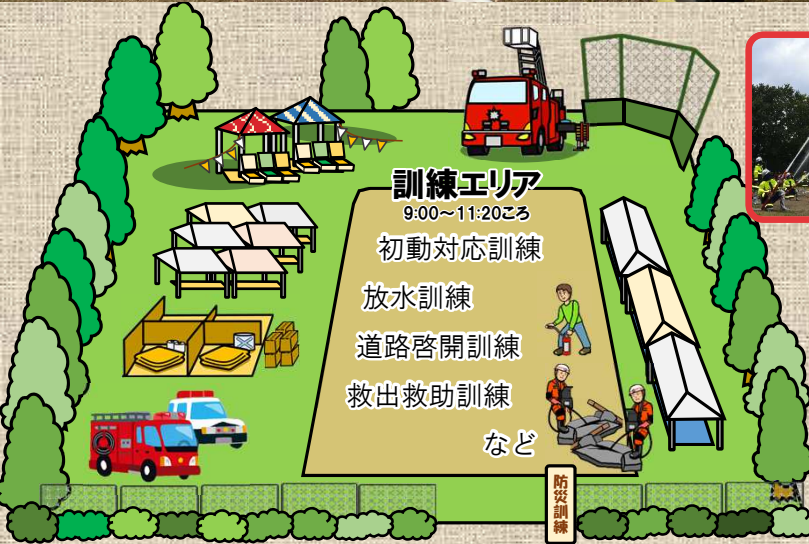 訓練エリア
9:00～11:20ころ
初動対応訓練
放水訓練
道路啓開訓練
救出救助訓練
など
防災訓練